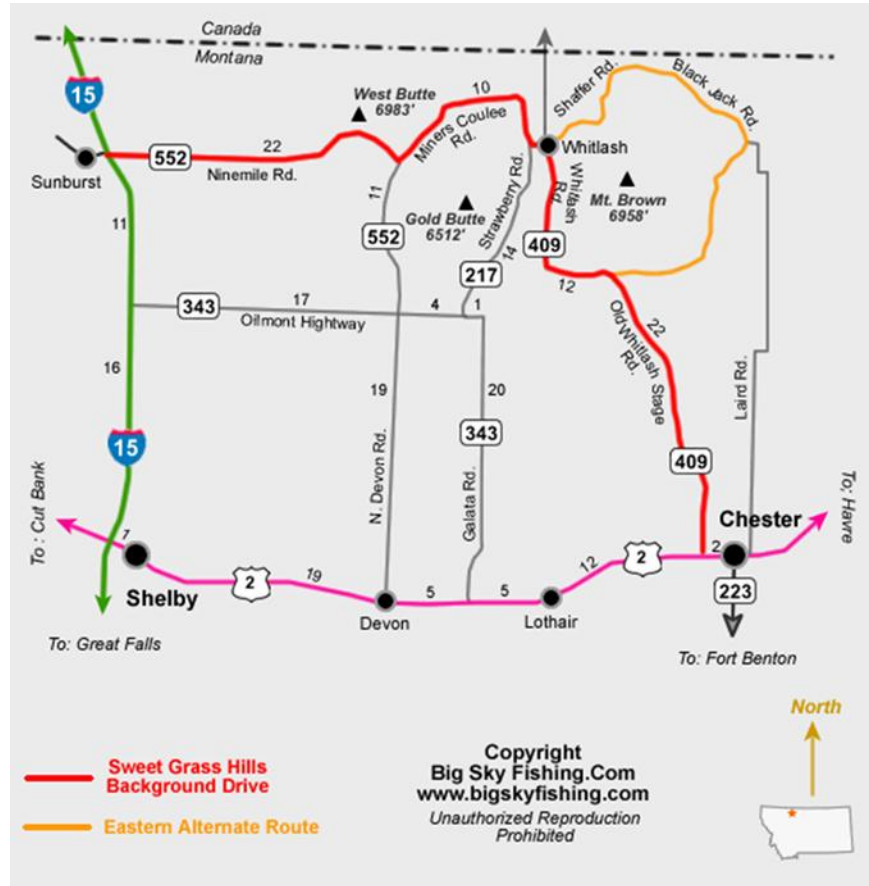 Canada
Montana
15
West Butte
6983'
10
Miners Coulee
Rd.
Shaffer Rd.
Black Jack Rd.
Whitlash
Sunburst
552
22
Ninemile Rd.
11
11
Gold Butte
6512'
Strawberry Rd.
14
Whitlash
Rd
Mt. Brown
6958'
552
409
217
12
343
17
Oilmont Hightway
4
1
16
19
20
Old Whitlash Stage
Rd.
22
Laird Rd.
15
N. Devon Rd.
343
Galata Rd.
409
To : Cut Bank
To; Havre
7
Shelby
2
19
Devon
5
5
Lothair
12
2
2
Chester
223
To: Great Falls
To: Fort Benton
North
Sweet Grass Hills
Background Drive
Eastern Alternate Route
Copyright
Big Sky Fishing.Com
www.bigskyfishing.com
Unauthorized Reproduction
Prohibited